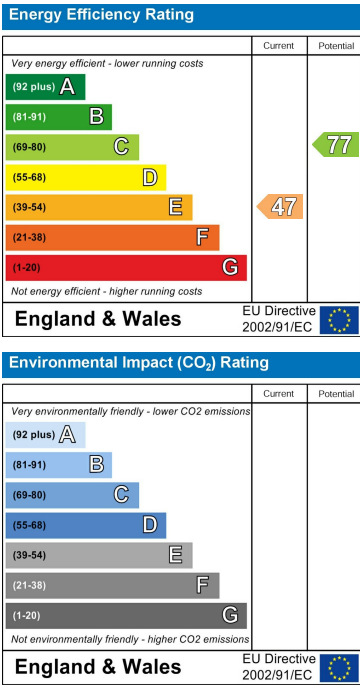 Energy Efficiency Rating
Current Potential
Very energy efficient - lower running costs
(92 plus) A
(81-91) B
(69-80) C
77
(55-68) D
(39-54) E
47
(21-38) F
(1-20) G
Not energy efficient - higher running costs
England & Wales
EU Directive
2002/91/EC
Environmental Impact (CO₂) Rating
Current Potential
Very environmentally friendly - lower CO2 emissions
(92 plus) A
(81-91) B
(69-80) C
(55-68) D
(39-54) E
(21-38) F
(1-20) G
Not environmentally friendly - higher CO2 emissions
England & Wales
EU Directive
2002/91/EC